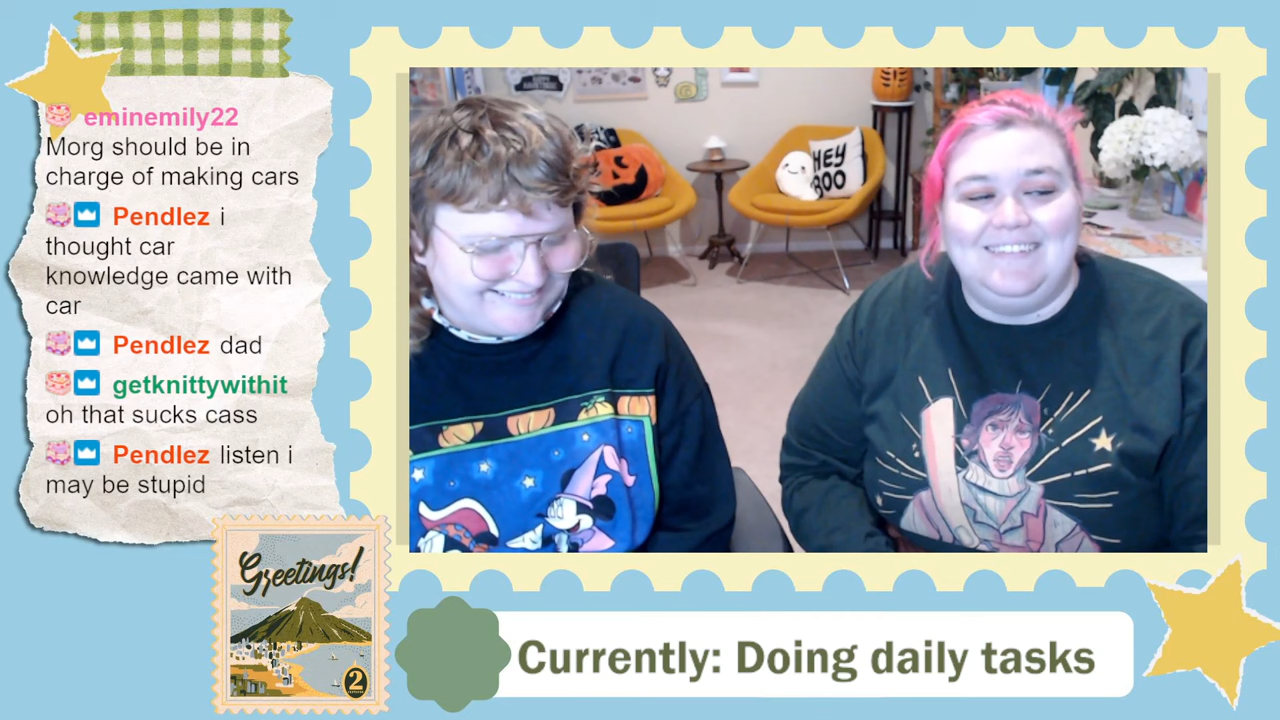 eminemily22
Morg should be in
charge of making cars
Pendlez i
thought car
knowledge came with
car
Pendlez dad
getknittywithit
oh that sucks cass
Pendlez listen i
may be stupid
HEY
BOO
Greetings!
2
Currently: Doing daily tasks